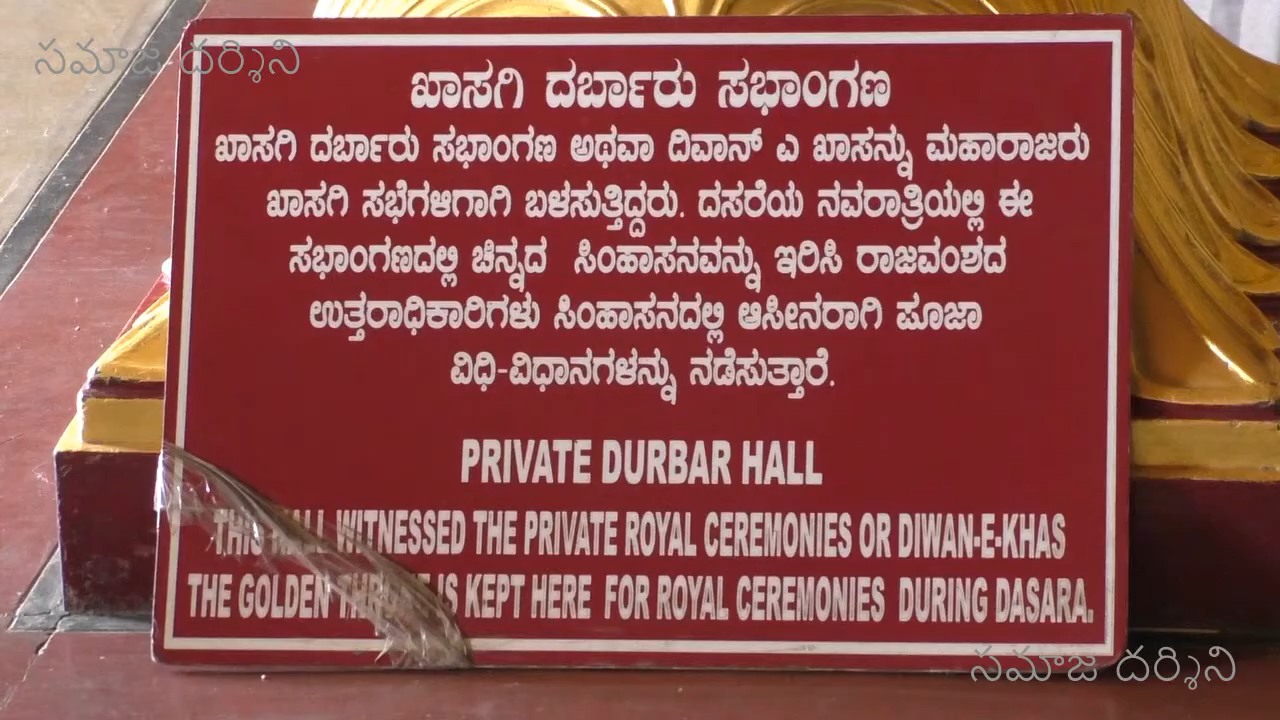 ಸಮಾಜ ದರ್ಶಿನಿ
ಖಾಸಗಿ ದರ್ಬಾರು ಸಭಾಂಗಣ
ಖಾಸಗಿ ದರ್ಬಾರು ಸಭಾಂಗಣ ಅಥವಾ ದಿವಾನ್ ಎ ಖಾಸನ್ನು ಮಹಾರಾಜರು
ಖಾಸಗಿ ಸಭೆಗಳಿಗಾಗಿ ಬಳಸುತ್ತಿದ್ದರು. ದಸರೆಯ ನವರಾತ್ರಿಯಲ್ಲಿ ಈ
ಸಭಾಂಗಣದಲ್ಲಿ ಚಿನ್ನದ ಸಿಂಹಾಸನವನ್ನು ಇರಿಸಿ ರಾಜವಂಶದ
ಉತ್ತರಾಧಿಕಾರಿಗಳು ಸಿಂಹಾಸನದಲ್ಲಿ ಆಸೀನರಾಗಿ ಪೂಜಾ
ವಿಧಿ-ವಿಧಾನಗಳನ್ನು ನಡೆಸುತ್ತಾರೆ.
PRIVATE DURBAR HALL
THIS HALL WITNESSED THE PRIVATE ROYAL CEREMONIES OR DIWAN-E-KHAS
THE GOLDEN THRONE IS KEPT HERE FOR ROYAL CEREMONIES DURING DASARA.
ಸಮಾಜ ದರ್ಶಿನಿ